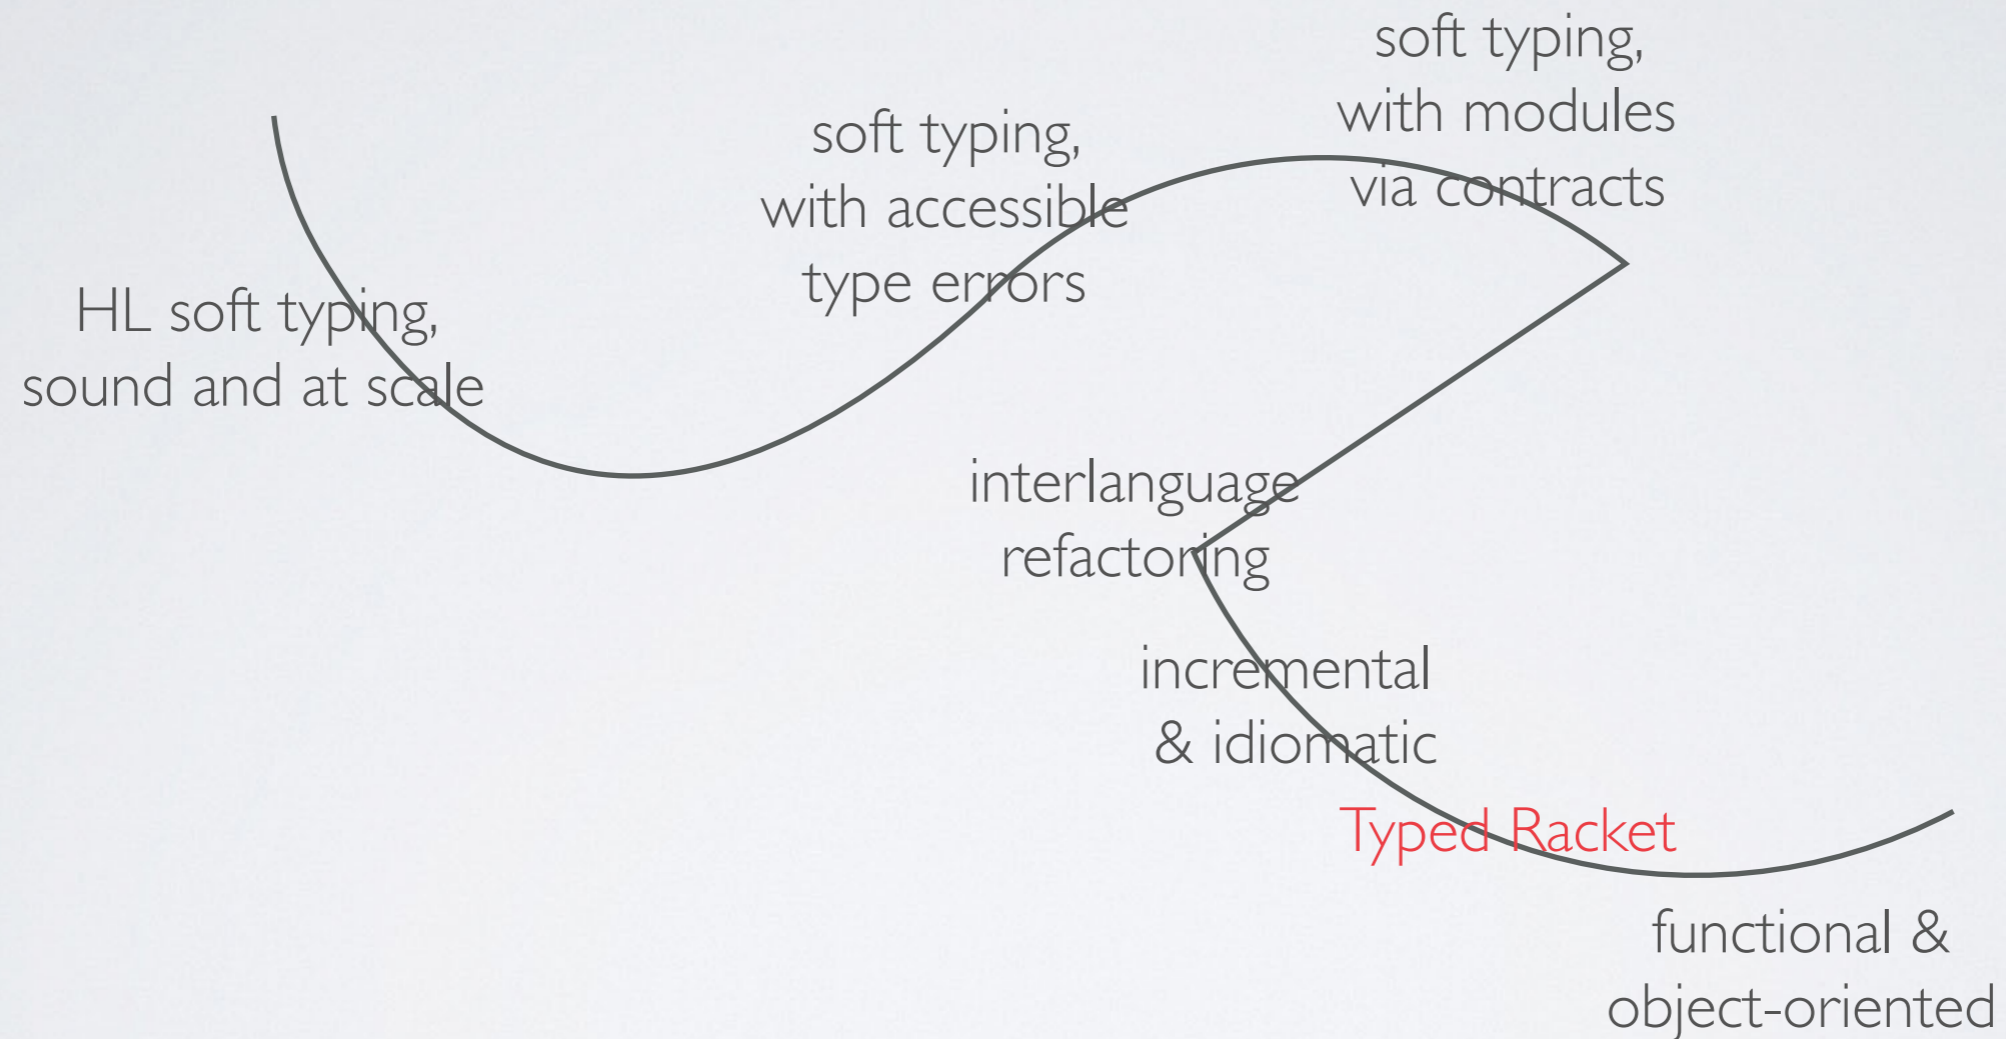 HL soft typing,
sound and at scale
soft typing,
with accessible
type errors
soft typing,
with modules
via contracts
interlanguage
refactoring
incremental
& idiomatic
Typed Racket
functional &
object-oriented